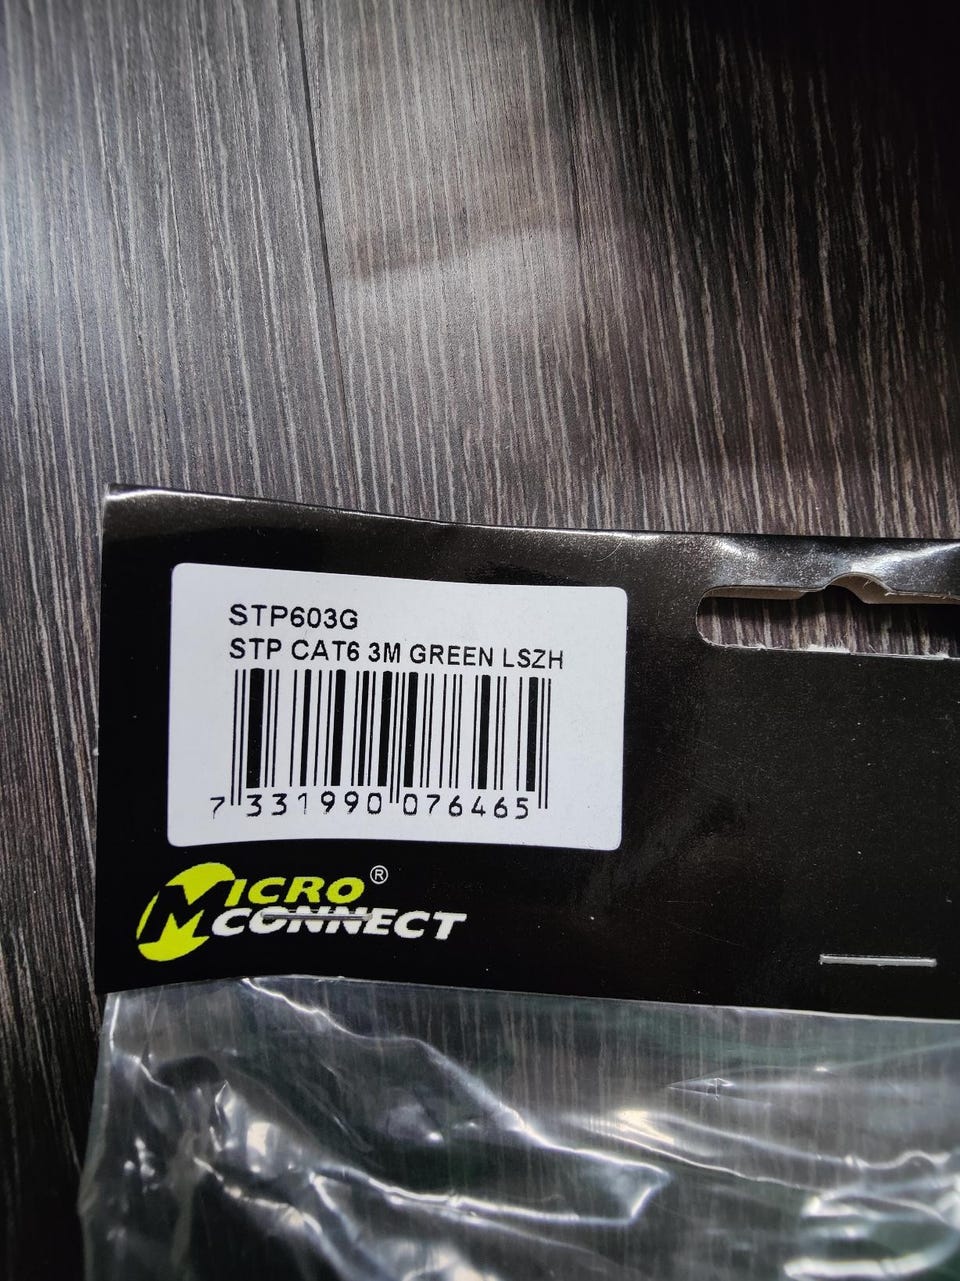 STP603G
STP CAT6 3M GREEN LSZH
7 331990 076465
MICRO®
CONNECT